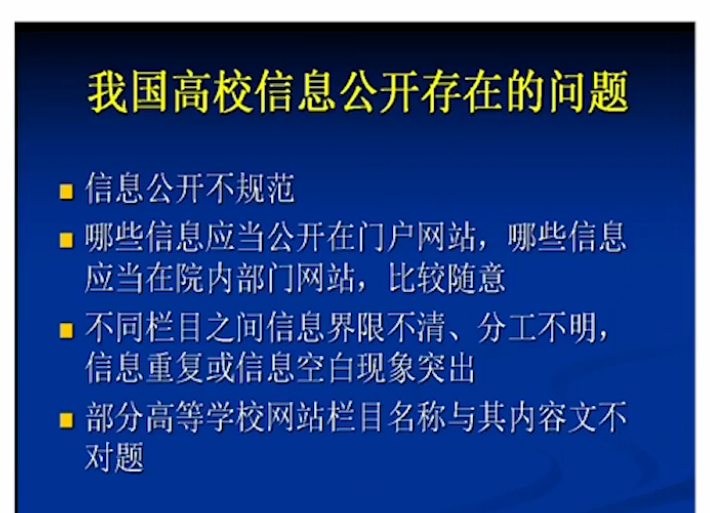 我国高校信息公开存在的问题
信息公开不规范
哪些信息应当公开在门户网站，哪些信息
应当在院内部门网站，比较随意
不同栏目之间信息界限不清、分工不明，
信息重复或信息空白现象突出
部分高等学校网站栏目名称与其内容文不
对题